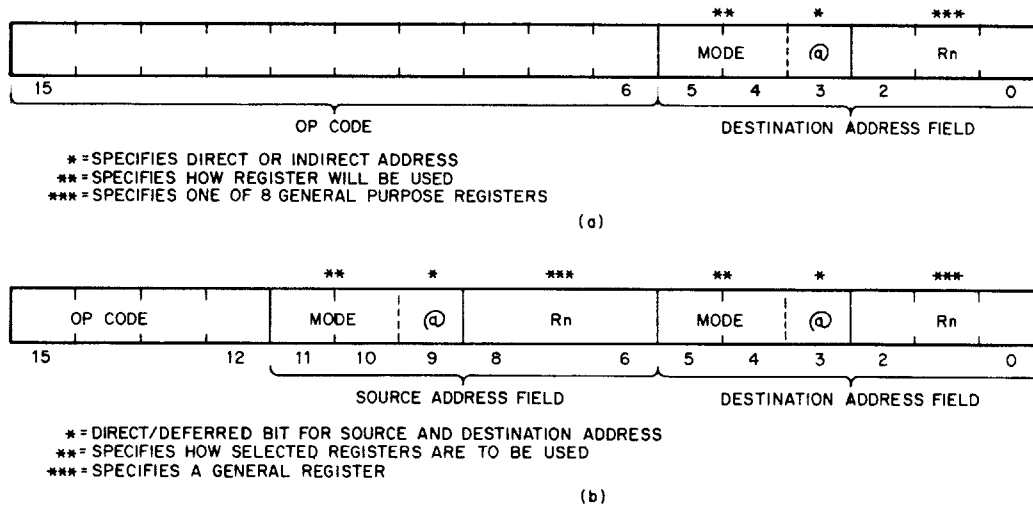 ** * ***
MODE @ Rn
15 6 5 4 3 2 0
OP CODE DESTINATION ADDRESS FIELD
* = SPECIFIES DIRECT OR INDIRECT ADDRESS
** = SPECIFIES HOW REGISTER WILL BE USED
*** = SPECIFIES ONE OF 8 GENERAL PURPOSE REGISTERS
(a)
** * *** ** * ***
OP CODE MODE @ Rn MODE @ Rn
15 12 11 10 9 8 6 5 4 3 2 0
SOURCE ADDRESS FIELD DESTINATION ADDRESS FIELD
* = DIRECT/DEFERRED BIT FOR SOURCE AND DESTINATION ADDRESS
** = SPECIFIES HOW SELECTED REGISTERS ARE TO BE USED
*** = SPECIFIES A GENERAL REGISTER
(b)